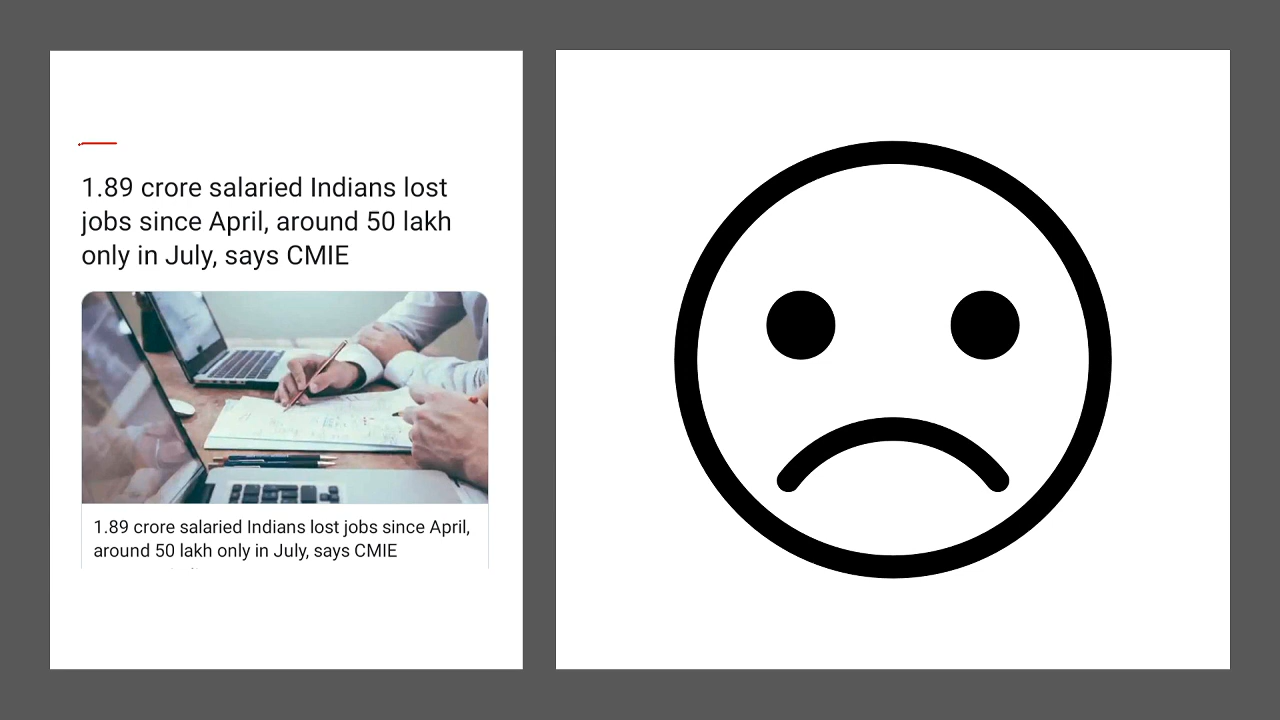 1.89 crore salaried Indians lost
jobs since April, around 50 lakh
only in July, says CMIE
1.89 crore salaried Indians lost jobs since April,
around 50 lakh only in July, says CMIE